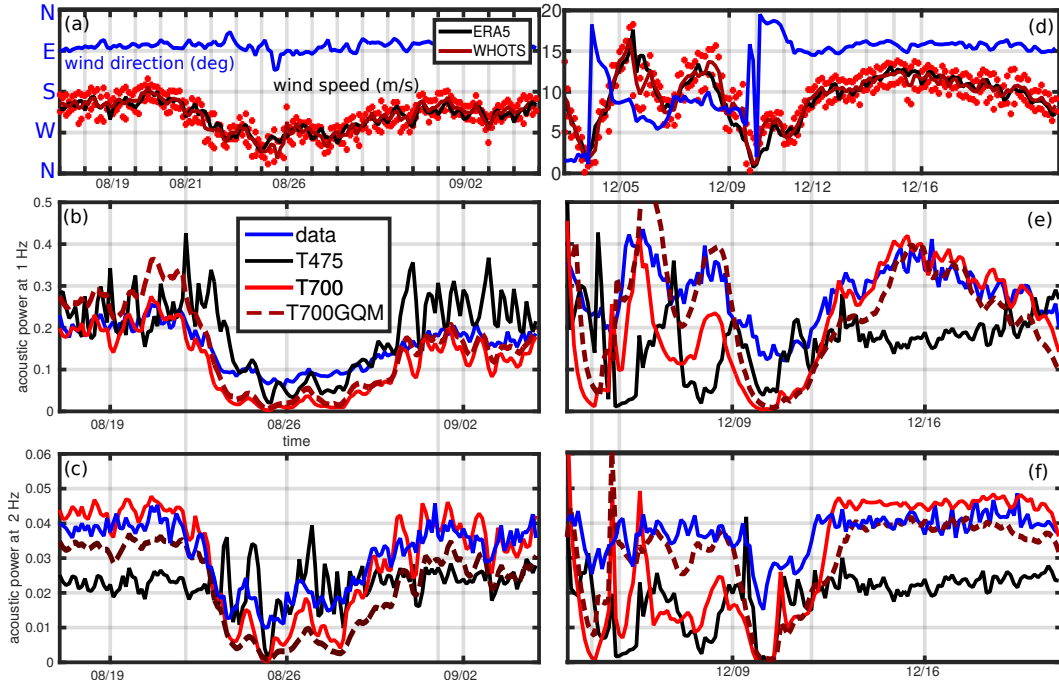 (a)
N
E
S
W
N
wind direction (deg)
wind speed (m/s)
ERA5
WHOTS
08/19
08/21
08/26
09/02
(d)
20
15
10
5
0
12/05
12/09
12/12
12/16
(b)
acoustic power at 1 Hz
0.5
0.4
0.3
0.2
0.1
0
data
T475
T700
T700GQM
08/19
08/26
09/02
time
(e)
12/09
12/16
(c)
acoustic power at 2 Hz
0.06
0.05
0.04
0.03
0.02
0.01
0
08/19
08/26
09/02
(f)
12/09
12/16